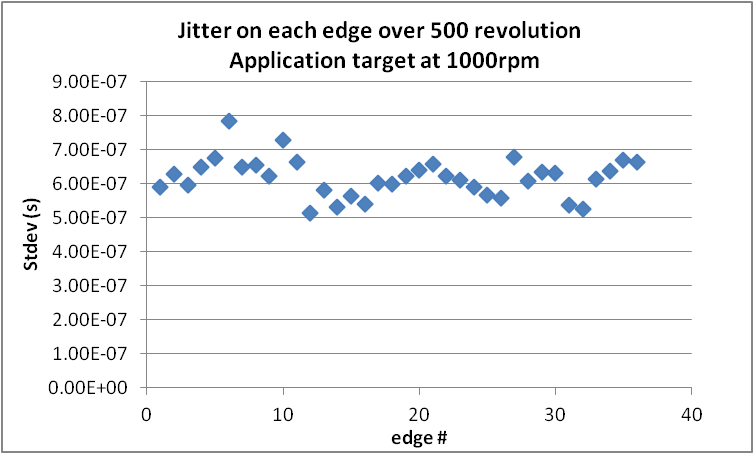 Jitter on each edge over 500 revolution
Application target at 1000rpm
9.00E-07
8.00E-07
7.00E-07
6.00E-07
5.00E-07
4.00E-07
3.00E-07
2.00E-07
1.00E-07
0.00E+00
Stdev (s)
0 10 20 30 40
edge #